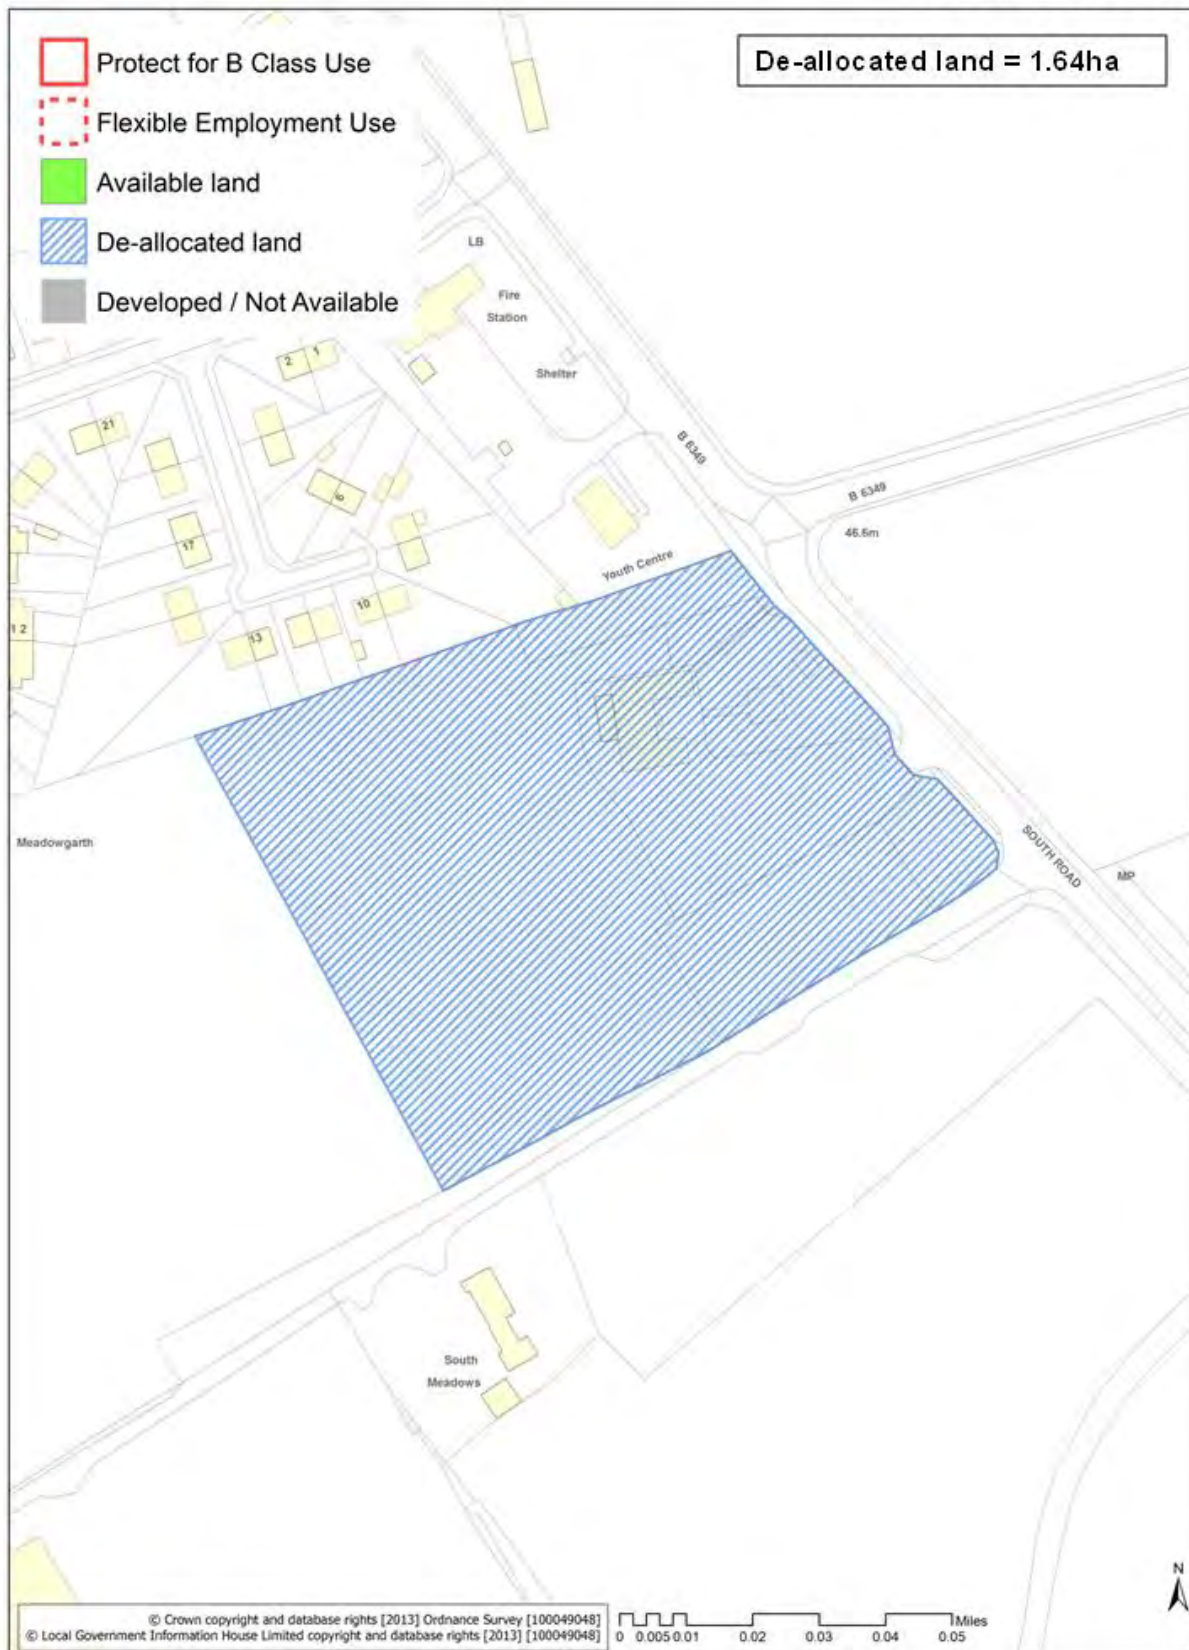 Protect for B Class Use
Flexible Employment Use
Available land
De-allocated land
Developed / Not Available
De-allocated land = 1.64ha
LB
Fire
Station
Shelter
2
1
21
17
6
10
13
1 2
B 6349
B 6349
46.6m
Youth Centre
Meadowgarth
SOUTH ROAD
MP
South
Meadows
N
© Crown copyright and database rights [2013] Ordnance Survey [100049048]
© Local Government Information House Limited copyright and database rights [2013] [100049048]
Miles
0 0.005 0.01 0.02 0.03 0.04 0.05